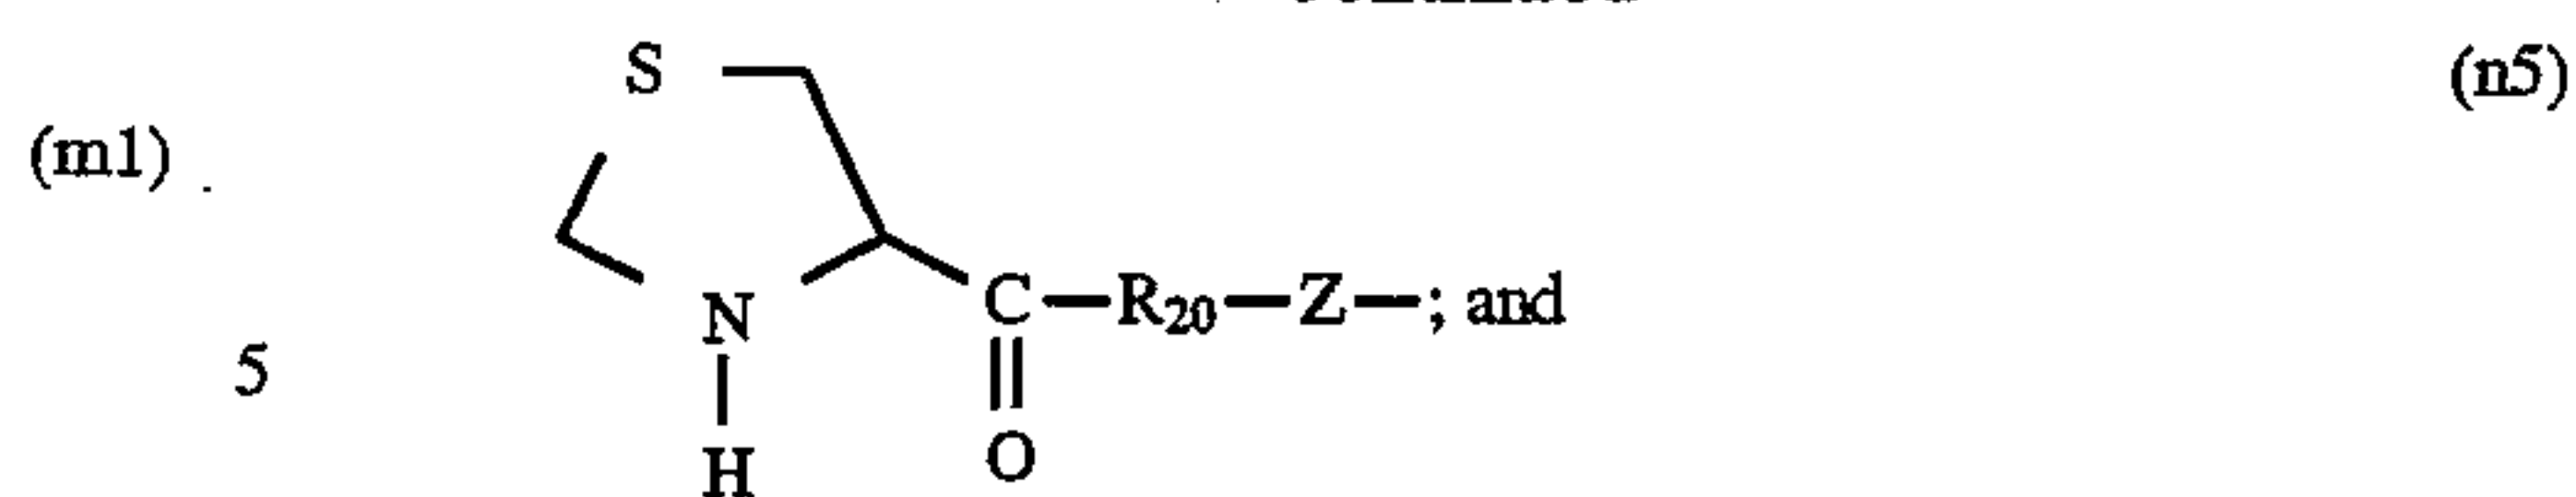 S
(n5)
(m1) .
C—R₂₀—Z—; and
N
5
H
O